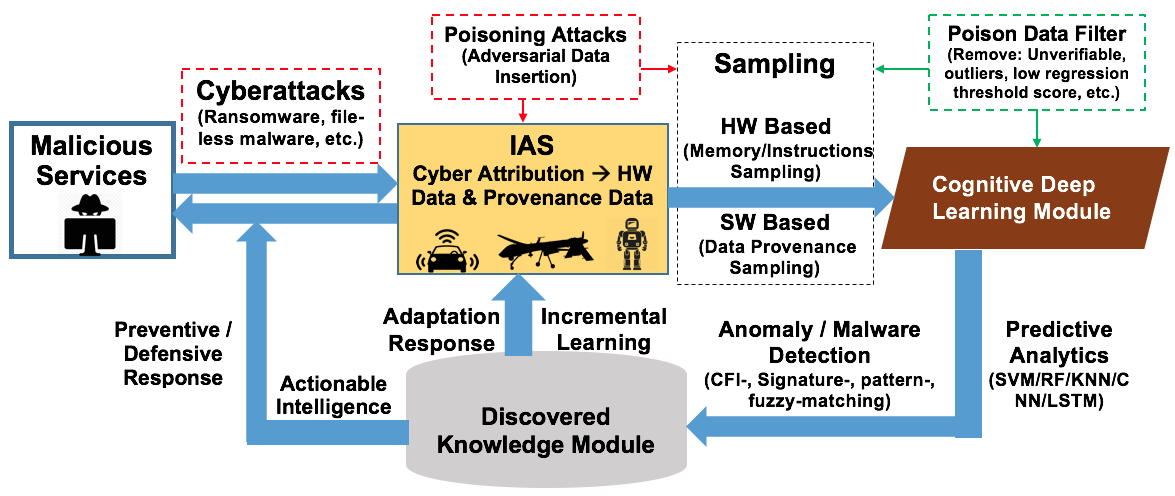 Poisoning Attacks
(Adversarial Data
Insertion)
Sampling
Poison Data Filter
(Remove: Unverifiable,
outliers, low regression
threshold score, etc.)
Cyberattacks
(Ransomware, file-
less malware, etc.)
Malicious
Services
IAS
Cyber Attribution → HW
Data & Provenance Data
HW Based
(Memory/Instructions
Sampling)
SW Based
(Data Provenance
Sampling)
Cognitive Deep
Learning Module
Preventive /
Defensive
Response
Actionable
Intelligence
Adaptation
Response
Incremental
Learning
Anomaly / Malware
Detection
(CFI-, Signature-, pattern-,
fuzzy-matching)
Predictive
Analytics
(SVM/RF/KNN/C
NN/LSTM)
Discovered
Knowledge Module